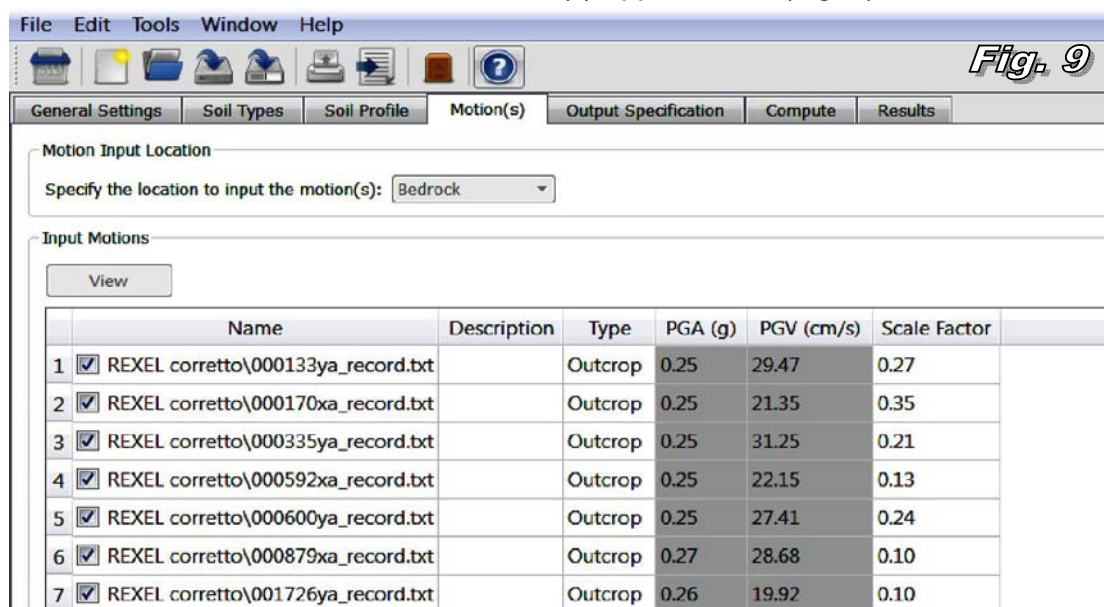 File Edit Tools Window Help
Fig. 9
General Settings Soil Types Soil Profile Motion(s) Output Specification Compute Results
Motion Input Location
Specify the location to input the motion(s): Bedrock
Input Motions
View
Name Description Type PGA (g) PGV (cm/s) Scale Factor
1 REXEL corretto\000133ya_record.txt Outcrop 0.25 29.47 0.27
2 REXEL corretto\000170xa_record.txt Outcrop 0.25 21.35 0.35
3 REXEL corretto\000335ya_record.txt Outcrop 0.25 31.25 0.21
4 REXEL corretto\000592xa_record.txt Outcrop 0.25 22.15 0.13
5 REXEL corretto\000600ya_record.txt Outcrop 0.25 27.41 0.24
6 REXEL corretto\000879xa_record.txt Outcrop 0.27 28.68 0.10
7 REXEL corretto\001726ya_record.txt Outcrop 0.26 19.92 0.10